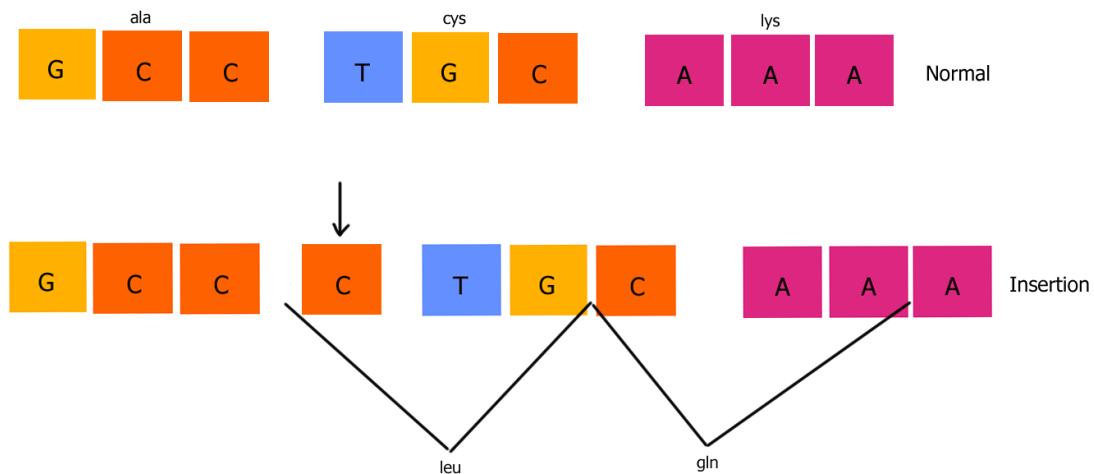 ala cys lys
G C C T G C A A A Normal
G C C C T G C A A A Insertion
leu gln